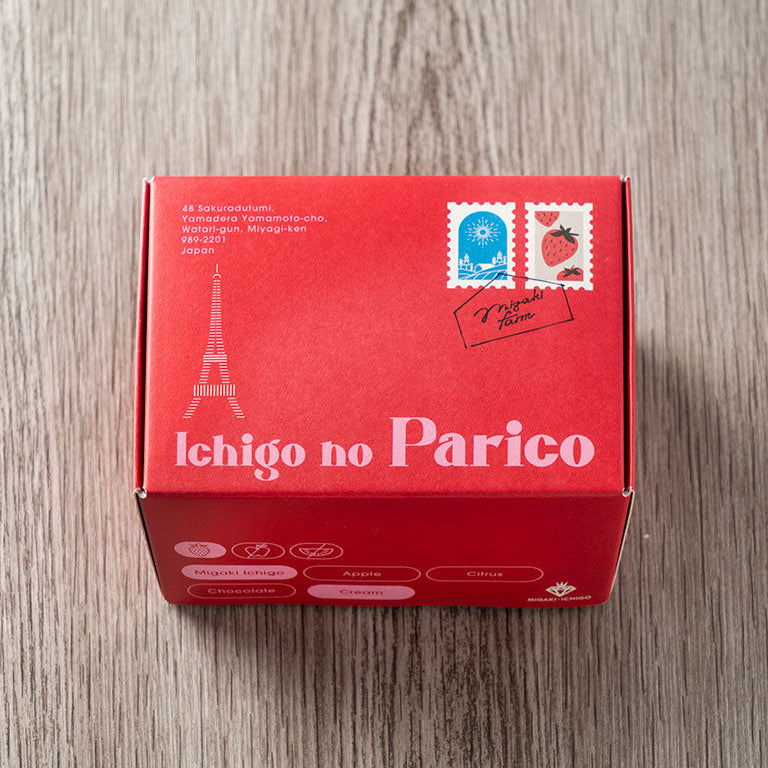 48 Sakuradutumi,
Yamadera Yamamoto-cho,
Watari-gun, Miyagi-ken
989-2201
Japan
migaki
farm
Ichigo no Parico
Migaki Ichigo
Apple
Citrus
Chocolate
Cream
MIGAKI-ICHIGO